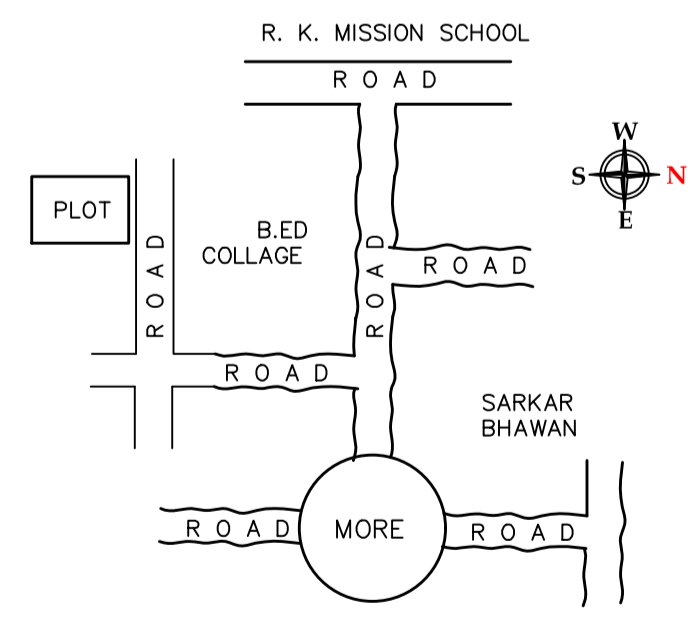 R. K. MISSION SCHOOL
ROAD
W
S N
E
PLOT
ROAD
B.ED
COLLAGE
ROAD
ROAD
ROAD
SARKAR
BHAWAN
ROAD
MORE
ROAD